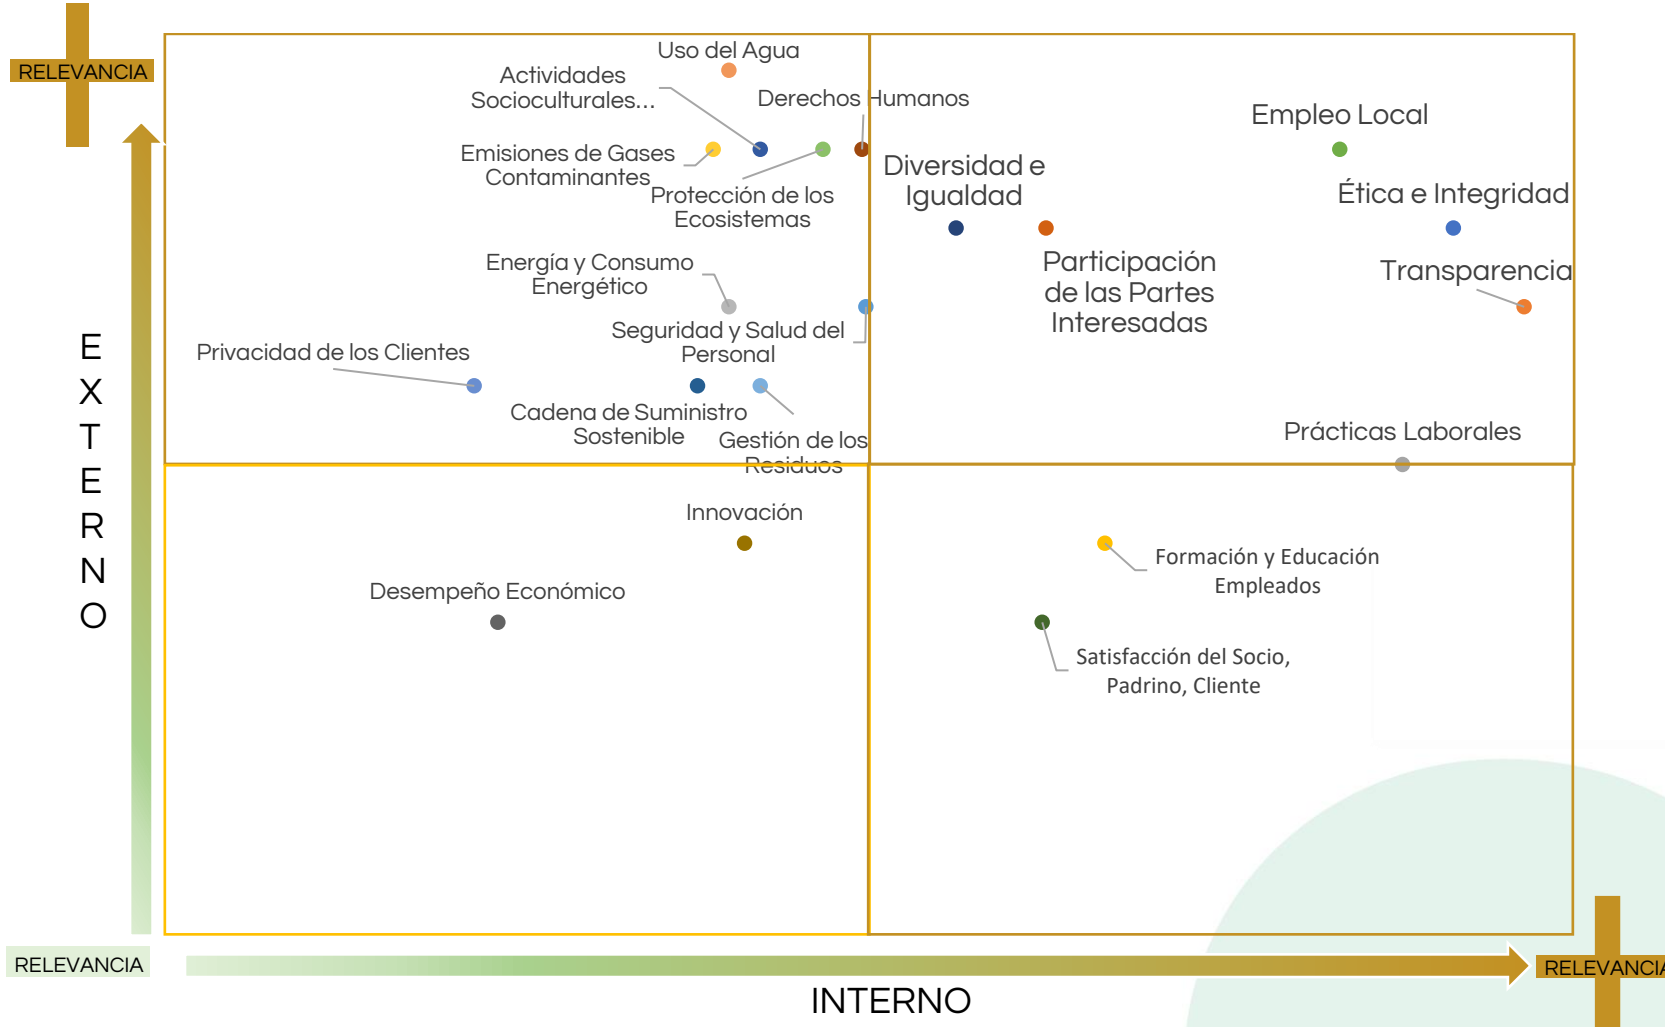 RELEVANCIA
Uso del Agua
Actividades
Socioculturales...
Derechos Humanos
Emisiones de Gases
Contaminantes
Protección de los
Ecosistemas
Empleo Local
Diversidad e
Igualdad
Ética e Integridad
Participación
de las Partes
Interesadas
Transparencia
Energía y Consumo
Energético
Seguridad y Salud del
Personal
Privacidad de los Clientes
Cadena de Suministro
Sostenible
Gestión de los
Residuos
Prácticas Laborales
EXTERNO
Innovación
Desempeño Económico
Formación y Educación
Empleados
Satisfacción del Socio,
Padrino, Cliente
RELEVANCIA
RELEVANCIA
INTERNO